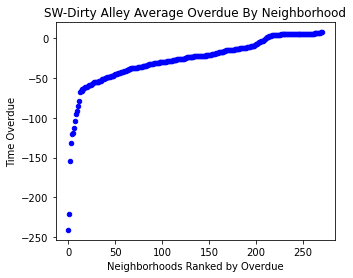 SW-Dirty Alley Average Overdue By Neighborhood
0
−50
−100
−150
−200
−250
Time Overdue
0 50 100 150 200 250
Neighborhoods Ranked by Overdue